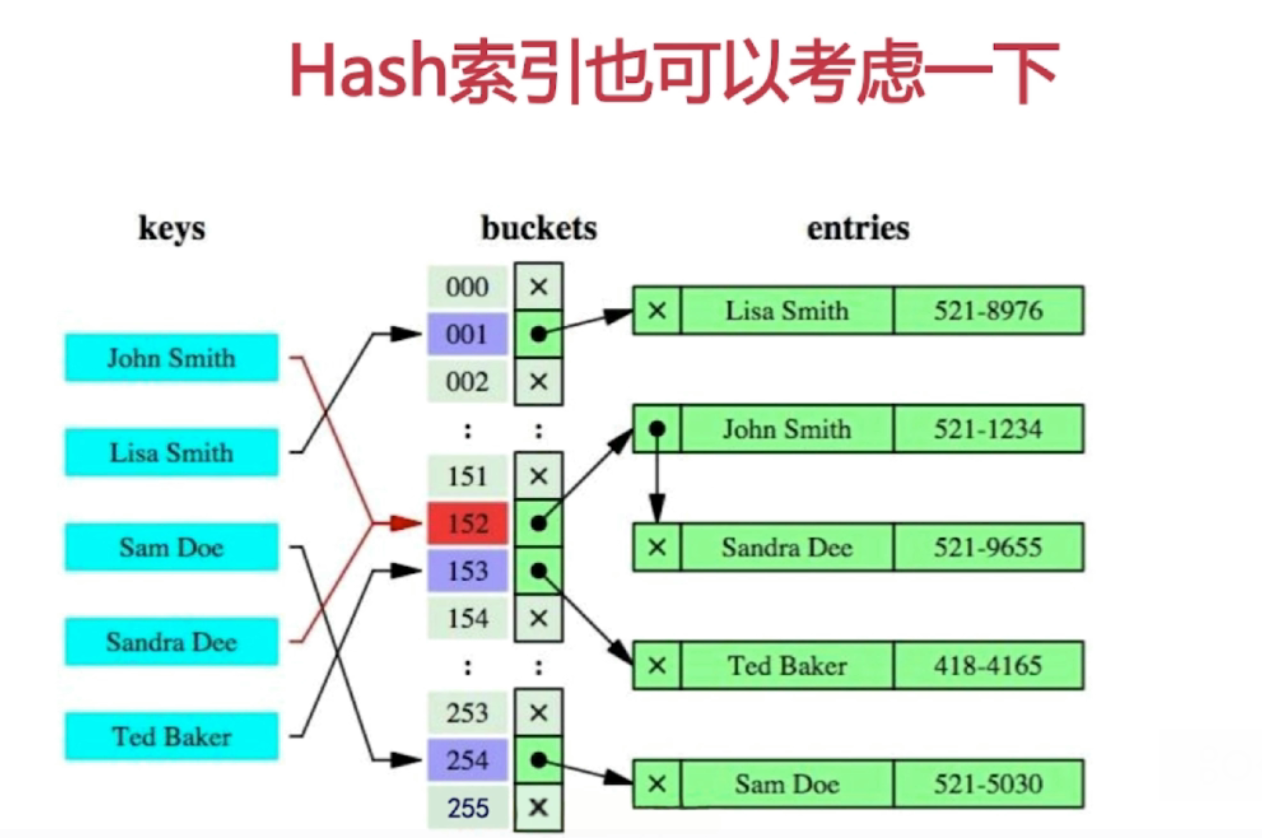 Hash索引也可以考虑一下
keys buckets entries
000 ×
001 × Lisa Smith 521-8976
John Smith
002 ×
× John Smith 521-1234
: :
Lisa Smith
151 ×
152
Sam Doe × Sandra Dee 521-9655
153
154 ×
Sandra Dee
: : × Ted Baker 418-4165
253 ×
Ted Baker
254
× Sam Doe 521-5030
255 ×